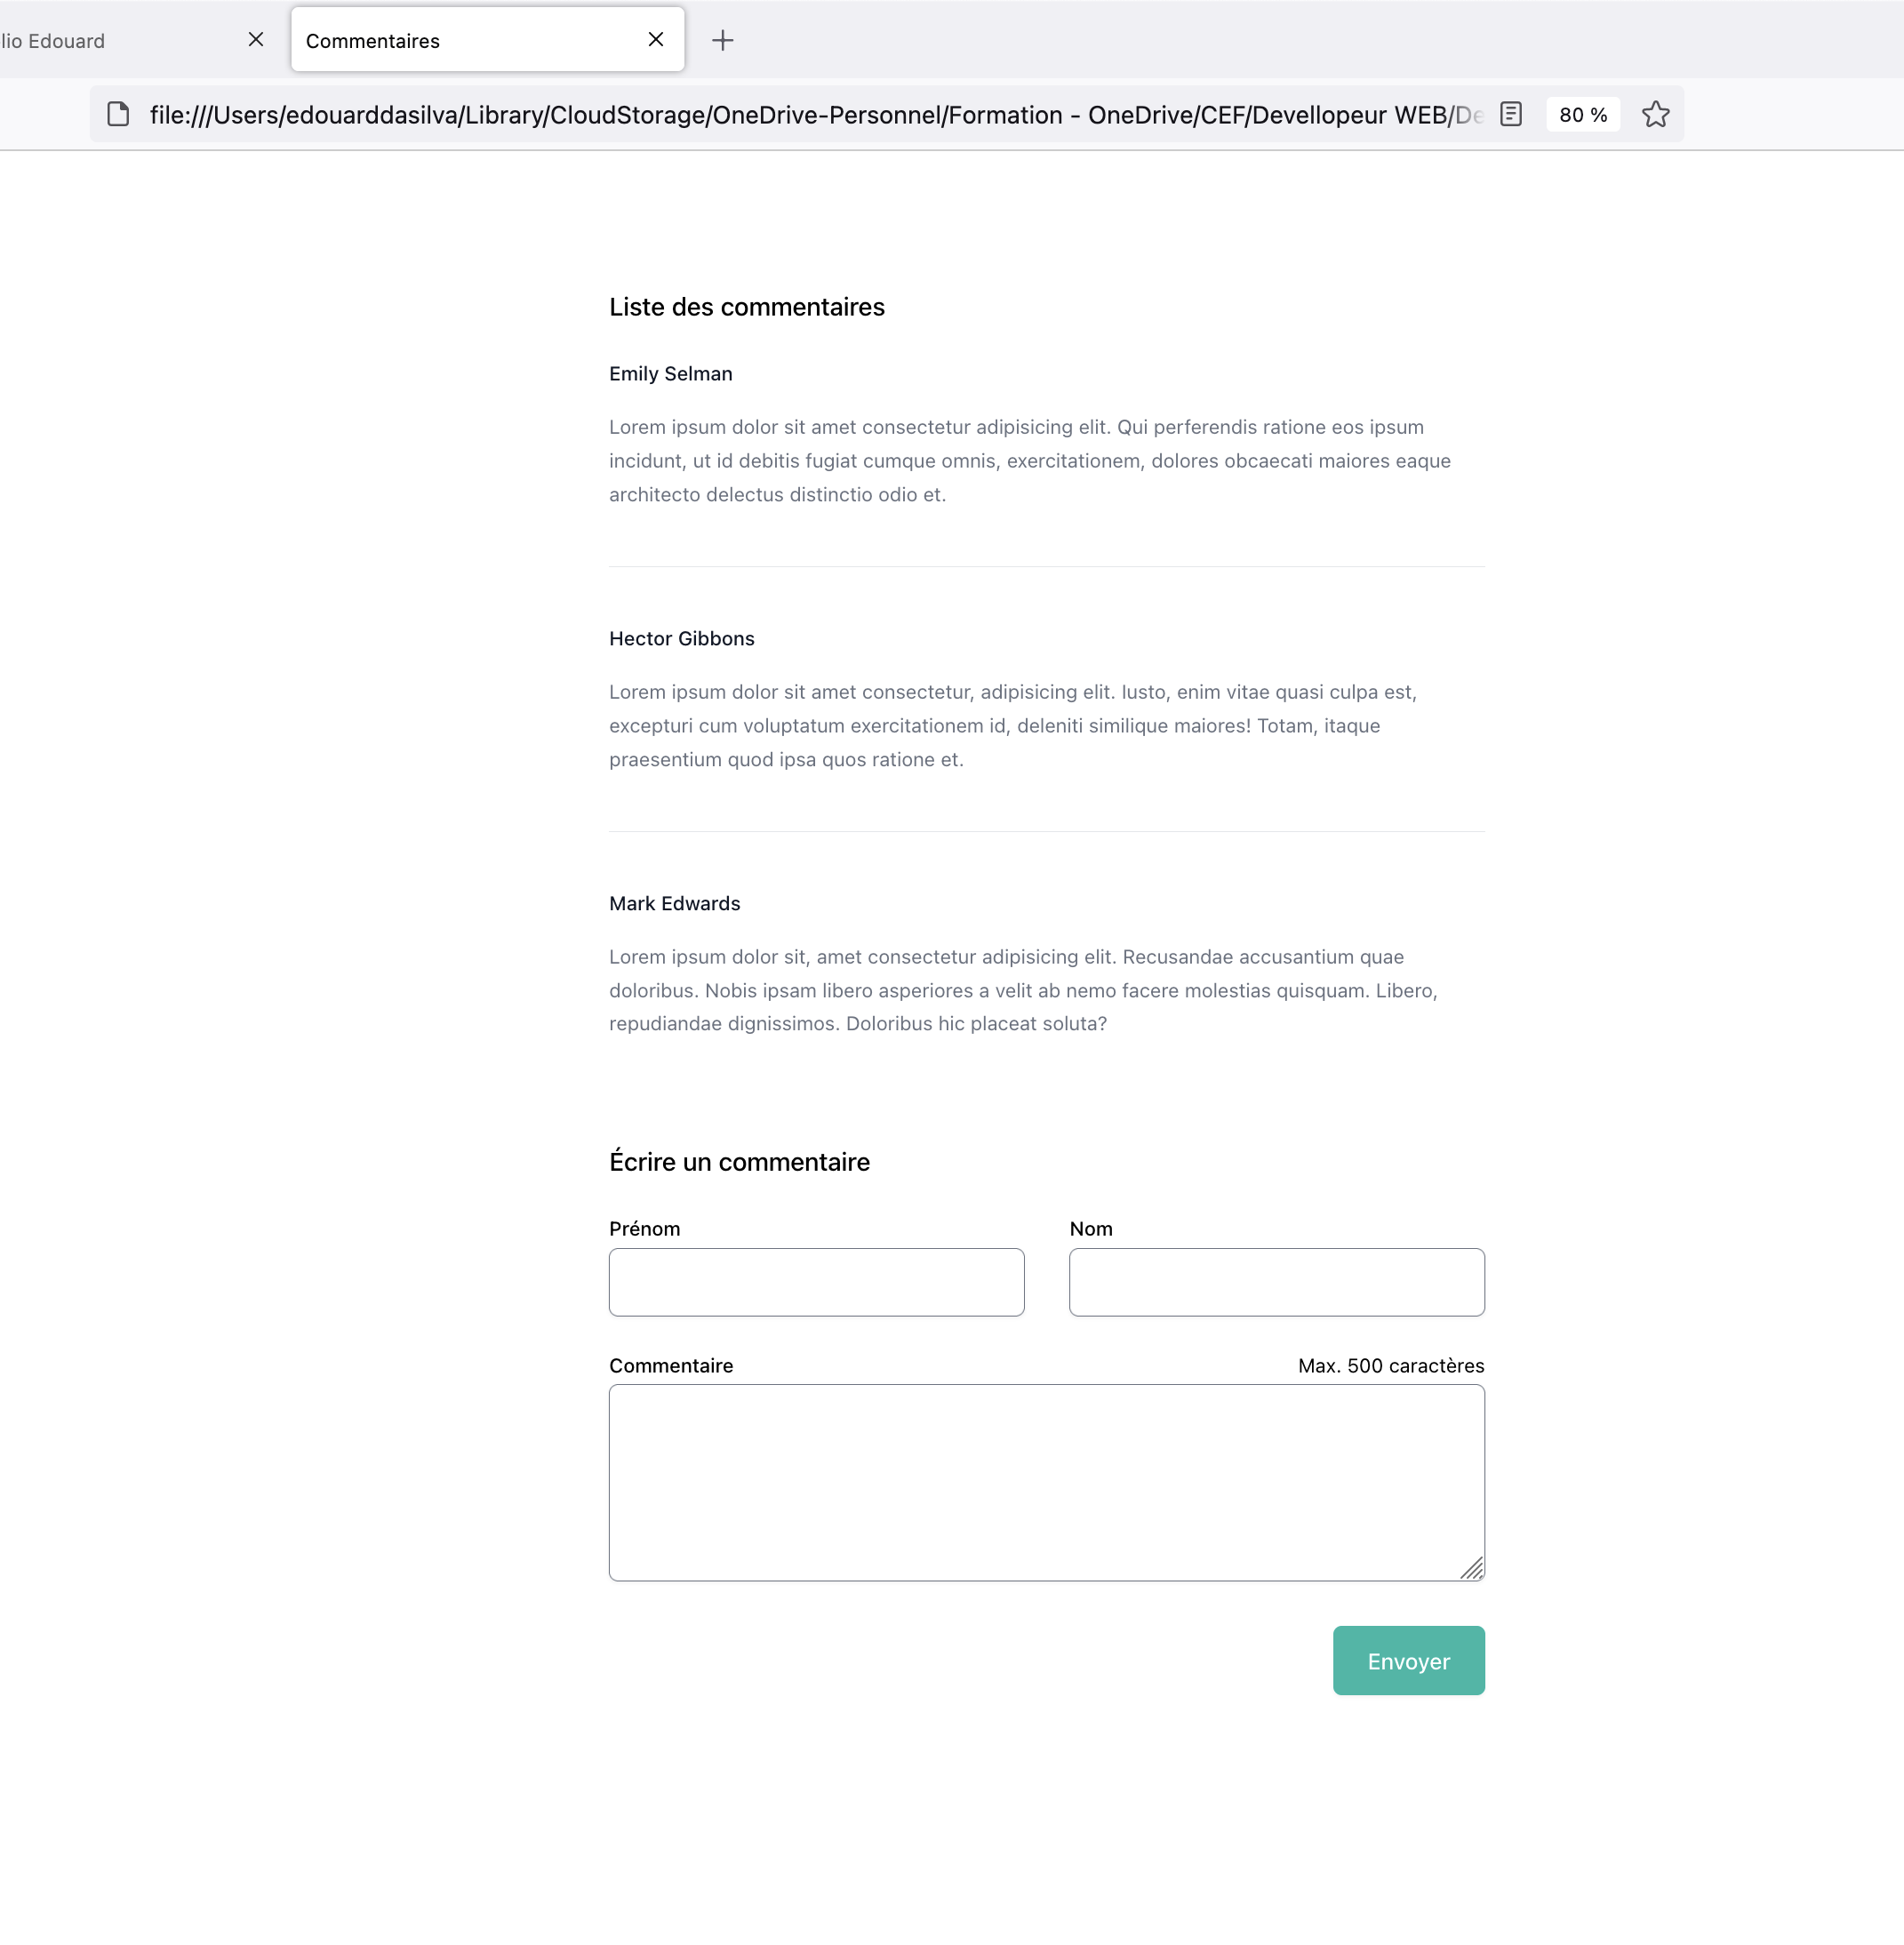 lio Edouard
Commentaires
file:///Users/edouarddasilva/Library/CloudStorage/OneDrive-Personnel/Formation - OneDrive/CEF/Devellopeur WEB/De
80 %
Liste des commentaires
Emily Selman
Lorem ipsum dolor sit amet consectetur adipisicing elit. Qui perferendis ratione eos ipsum
incidunt, ut id debitis fugiat cumque omnis, exercitationem, dolores obcaecati maiores eaque
architecto delectus distinctio odio et.
Hector Gibbons
Lorem ipsum dolor sit amet consectetur, adipisicing elit. Iusto, enim vitae quasi culpa est,
excepturi cum voluptatum exercitationem id, deleniti similique maiores! Totam, itaque
praesentium quod ipsa quos ratione et.
Mark Edwards
Lorem ipsum dolor sit, amet consectetur adipisicing elit. Recusandae accusantium quae
doloribus. Nobis ipsam libero asperiores a velit ab nemo facere molestias quisquam. Libero,
repudiandae dignissimos. Doloribus hic placeat soluta?
Écrire un commentaire
Prénom
Nom
Commentaire
Max. 500 caractères
Envoyer